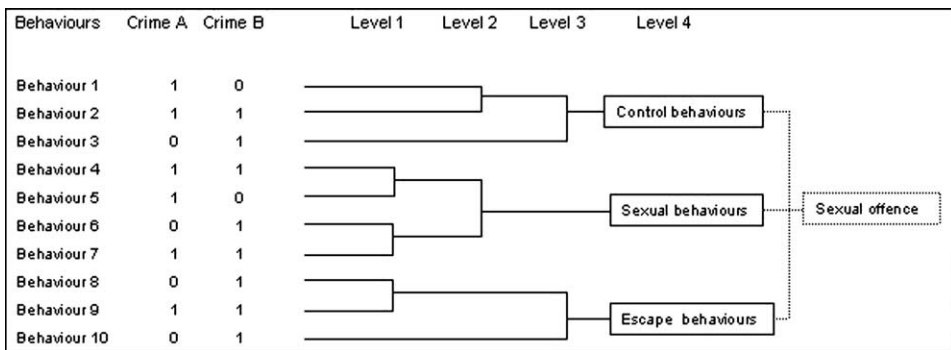 Behaviours Crime A Crime B Level 1 Level 2 Level 3 Level 4
Behaviour 1 1 0
Behaviour 2 1 1 Control behaviours
Behaviour 3 0 1
Behaviour 4 1 1
Behaviour 5 1 0
Behaviour 6 0 1 Sexual behaviours Sexual offence
Behaviour 7 1 1
Behaviour 8 0 1
Behaviour 9 1 1 Escape behaviours
Behaviour 10 0 1